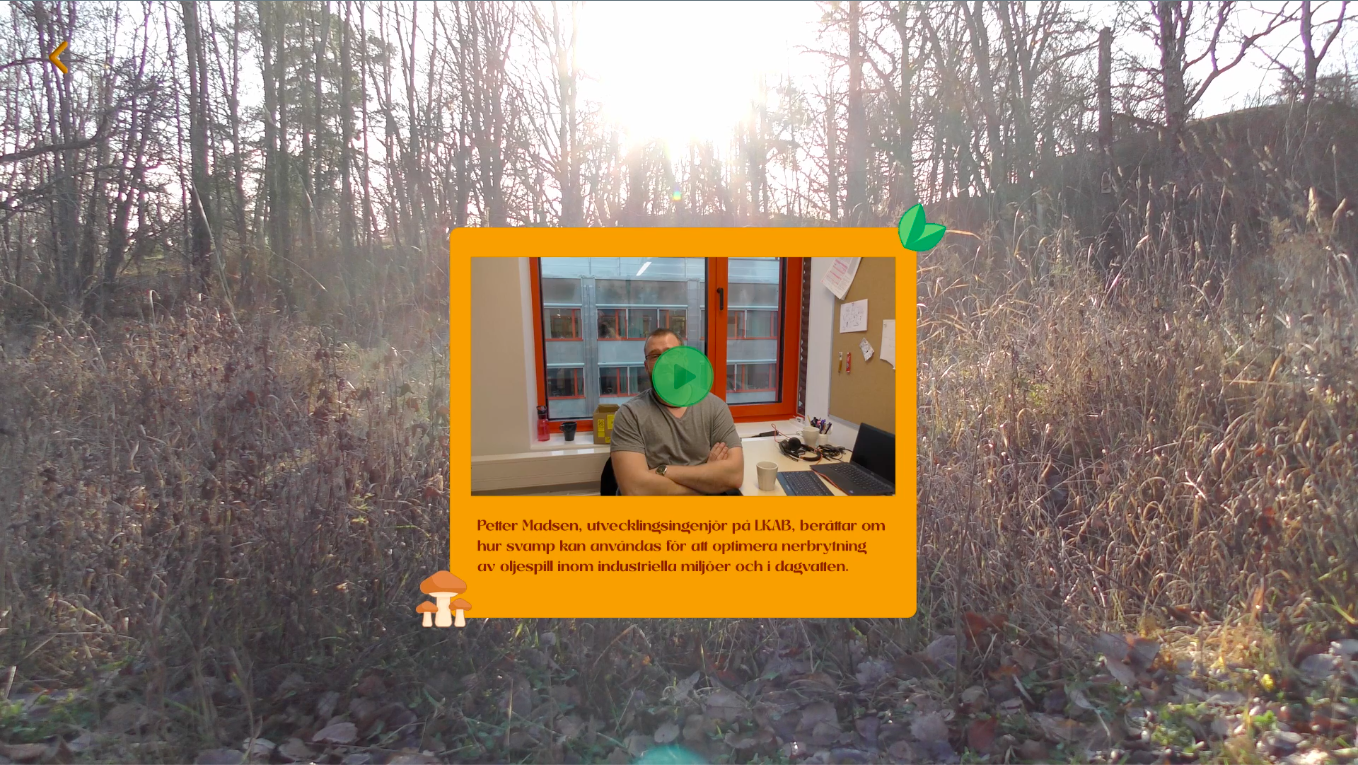 Petter Madsen, utvecklingsingenjör på LKAB, berättar om
hur svamp kan användas för att optimera nerbrytning
av oljespill inom industriella miljöer och i dagvatten.